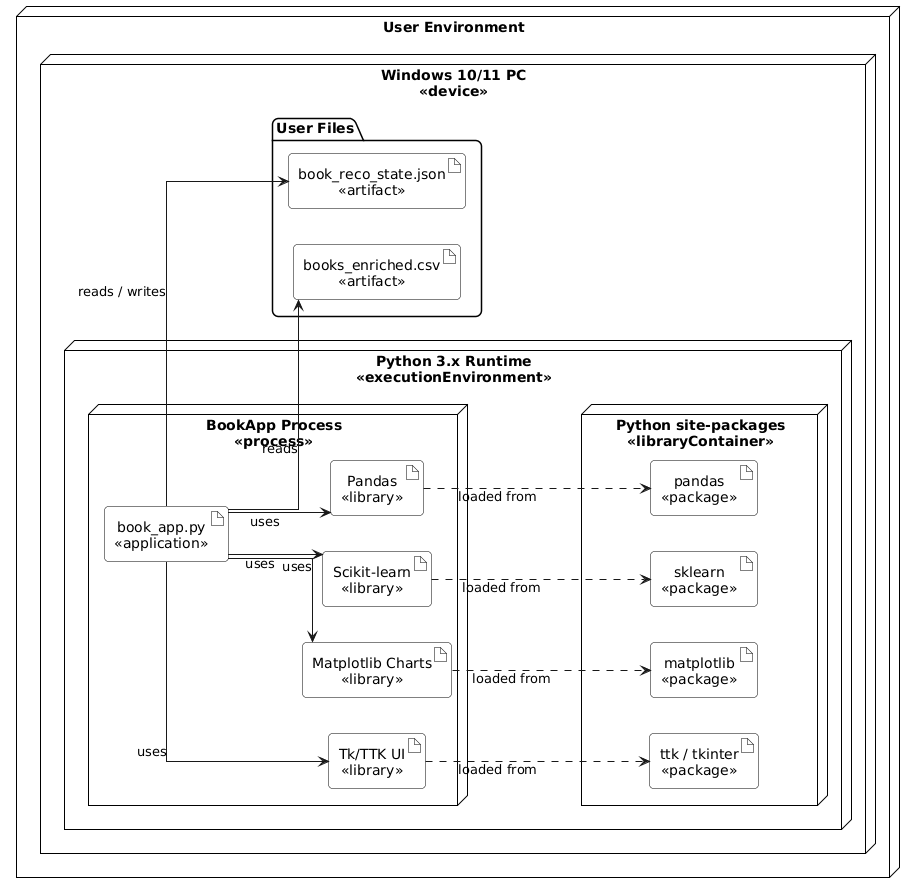 User Environment
Windows 10/11 PC
«device»
User Files
book_reco_state.json
«artifact»
books_enriched.csv
«artifact»
reads / writes
Python 3.x Runtime
«executionEnvironment»
BookApp Process
«process»
reads
Python site-packages
«libraryContainer»
Pandas
«library»
loaded from
pandas
«package»
book_app.py
«application»
uses
uses
uses
Scikit-learn
«library»
loaded from
sklearn
«package»
Matplotlib Charts
«library»
loaded from
matplotlib
«package»
uses
Tk/TTK UI
«library»
loaded from
ttk / tkinter
«package»